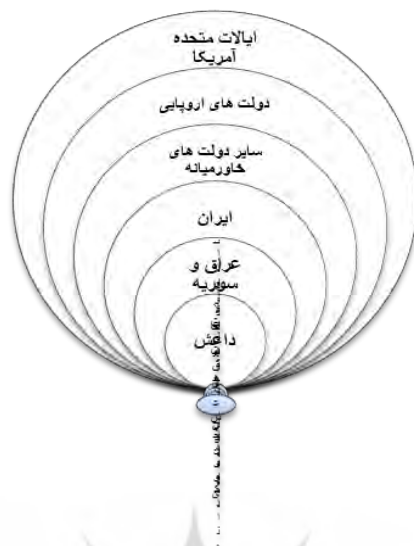 ایالات متحده
آمریکا
دولت های اروپایی
سایر دولت های
خاورمیانه
ایران
عراق و
سوریه
داعش